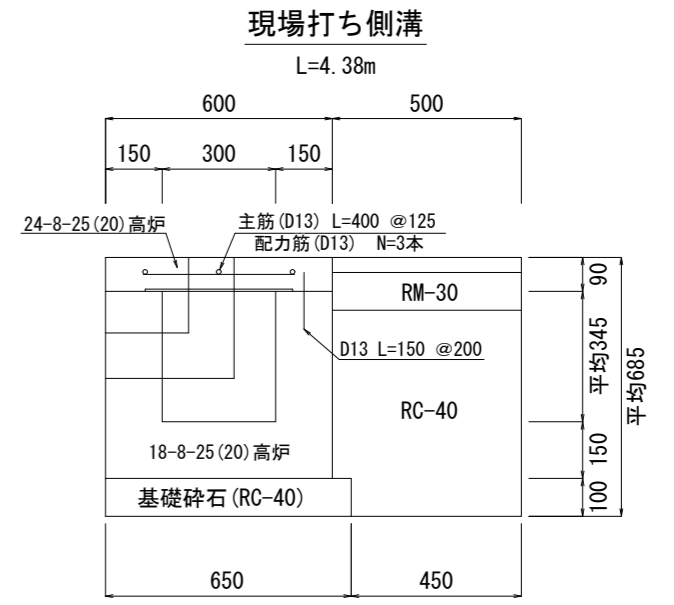 現場打ち側溝
L=4.38m
600
500
150
300
150
24-8-25(20)高炉
主筋(D13) L=400 @125
配力筋(D13) N=3本
90
RM-30
D13 L=150 @200
平均345
平均685
RC-40
18-8-25(20)高炉
150
基礎砕石(RC-40)
100
650
450